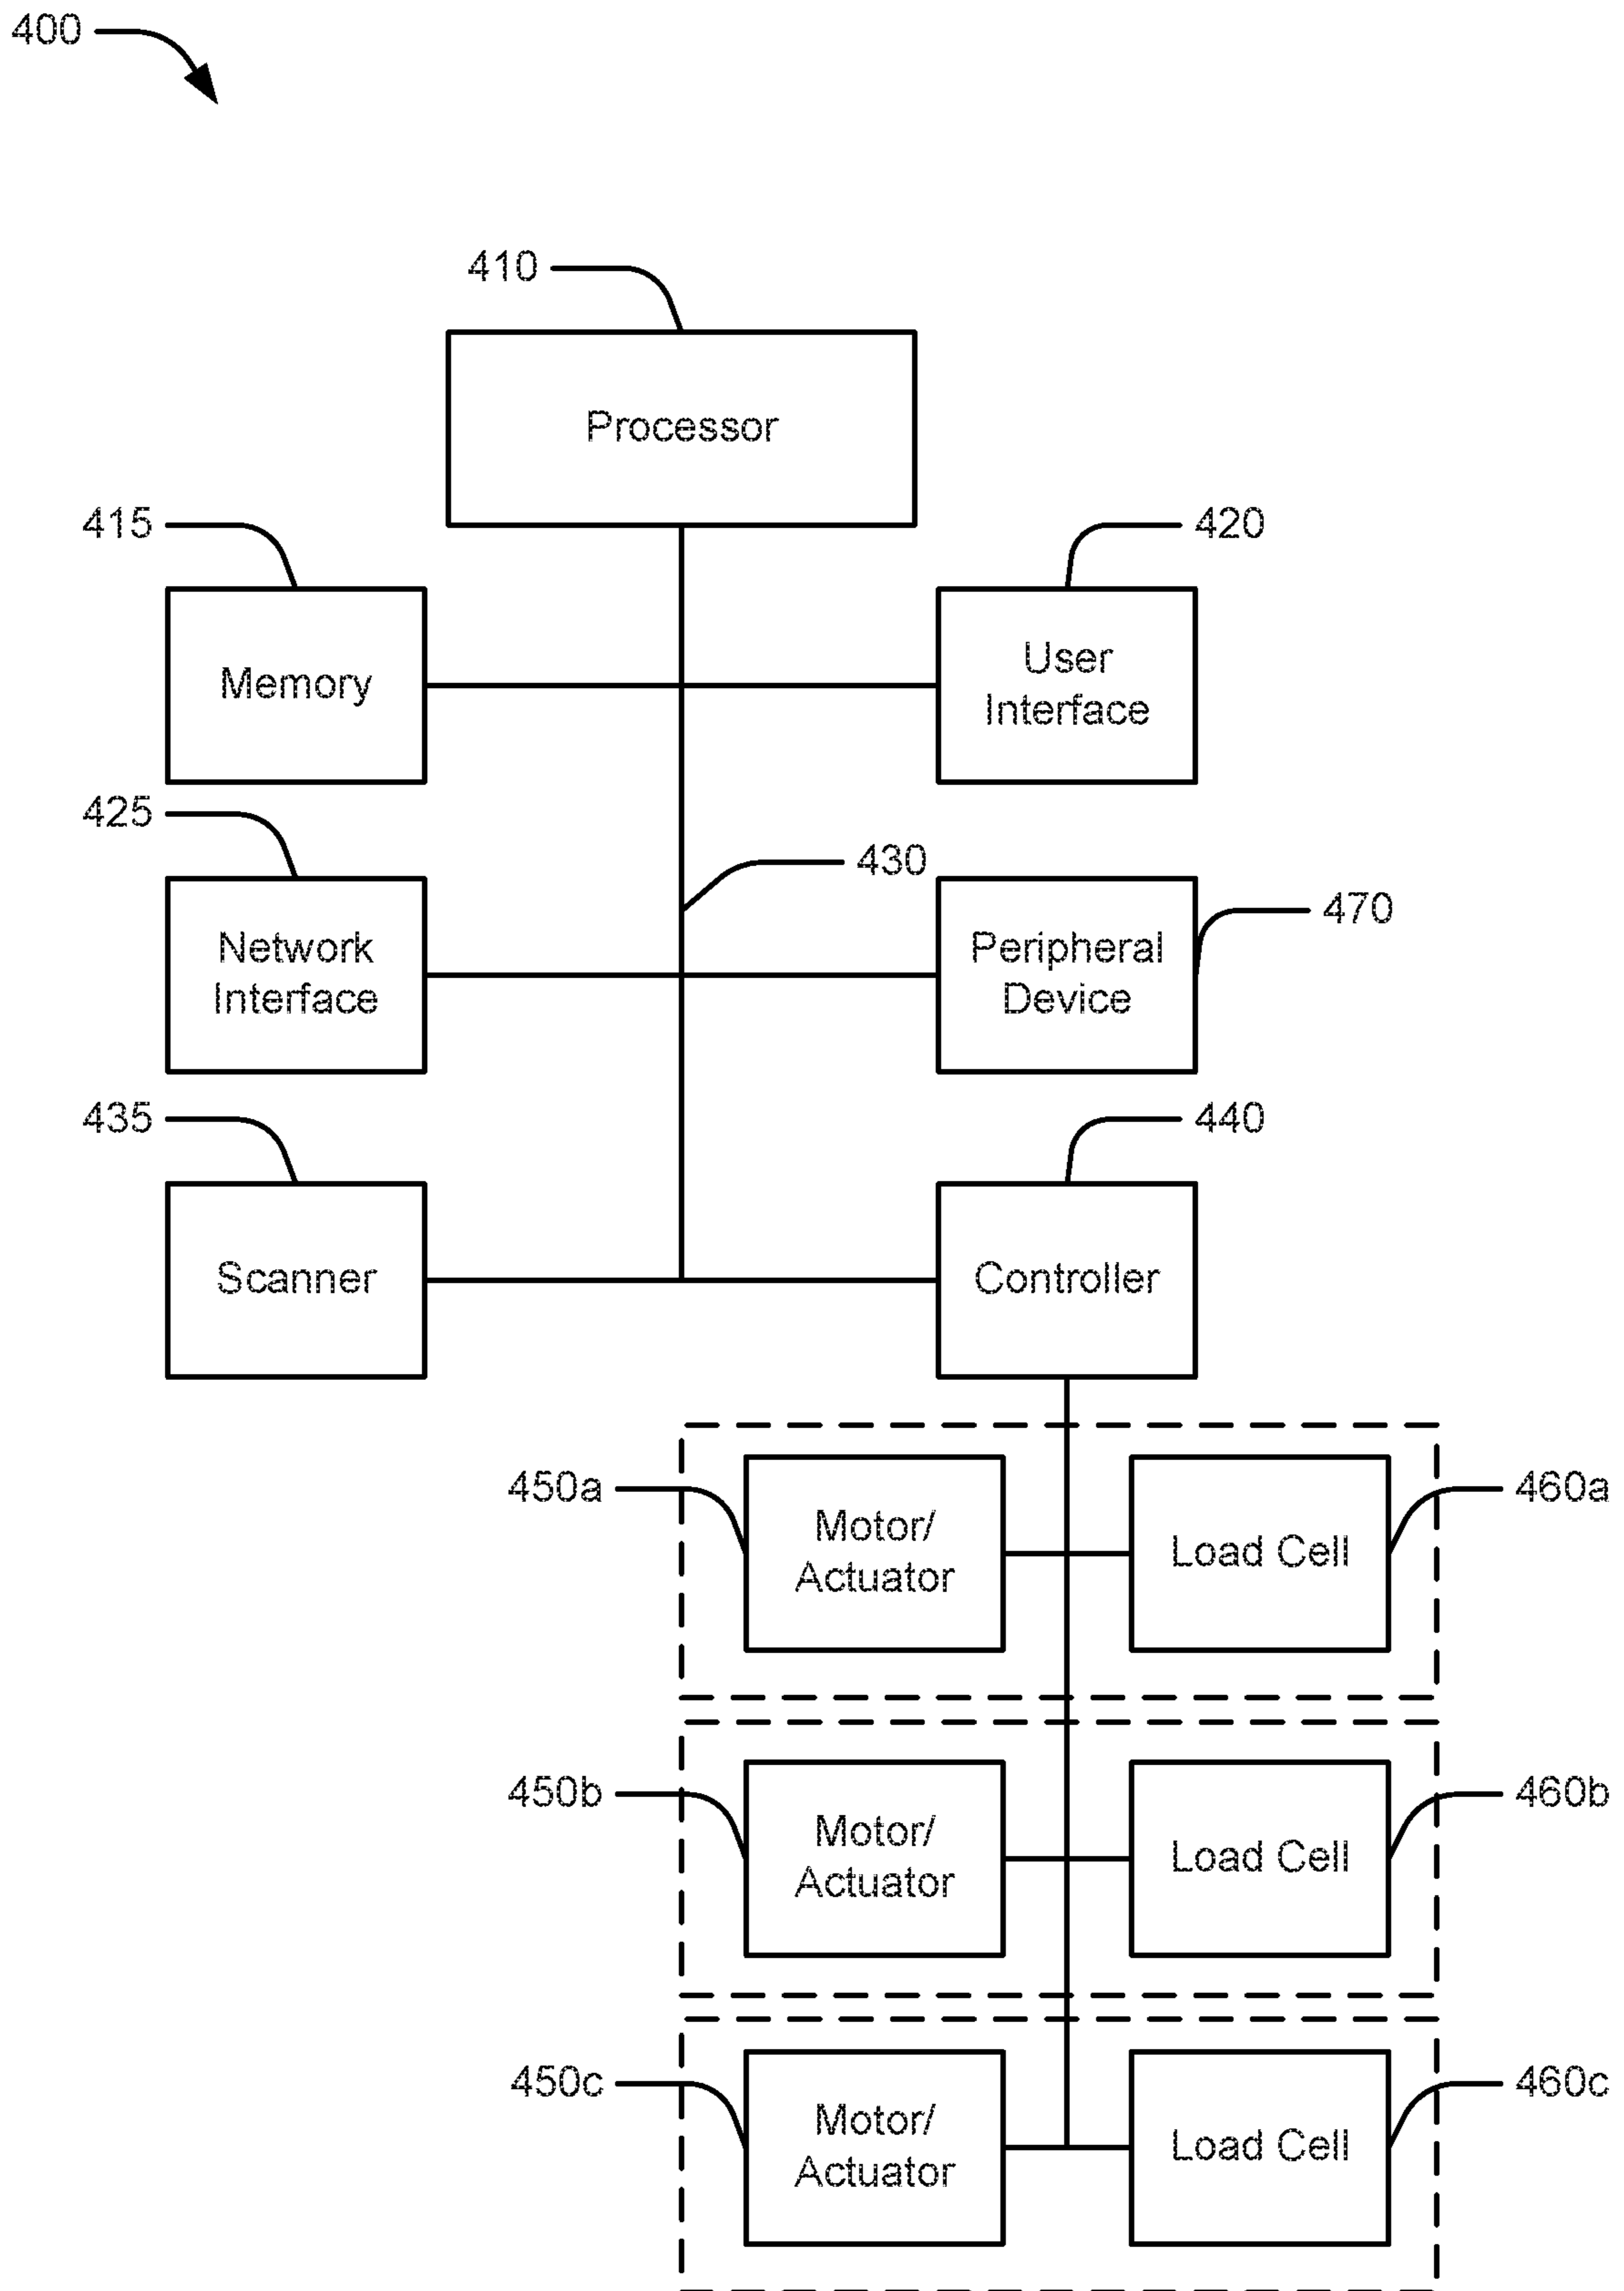 400
410
Processor
415
420
Memory
User
Interface
425
430
470
Network
Interface
Peripheral
Device
435
440
Scanner
Controller
450a
460a
Motor/
Actuator
Load Cell
450b
460b
Motor/
Actuator
Load Cell
450c
460c
Motor/
Actuator
Load Cell